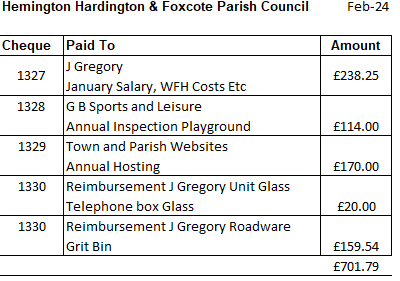 Hemington Hardington & Foxcote Parish Council Feb-24
Cheque Paid To Amount
1327 J Gregory £238.25
January Salary, WFH Costs Etc
1328 G B Sports and Leisure
Annual Inspection Playground £114.00
1329 Town and Parish Websites
Annual Hosting £170.00
1330 Reimbursement J Gregory Unit Glass
Telephone box Glass £20.00
1330 Reimbursement J Gregory Roadware
Grit Bin £159.54
£701.79